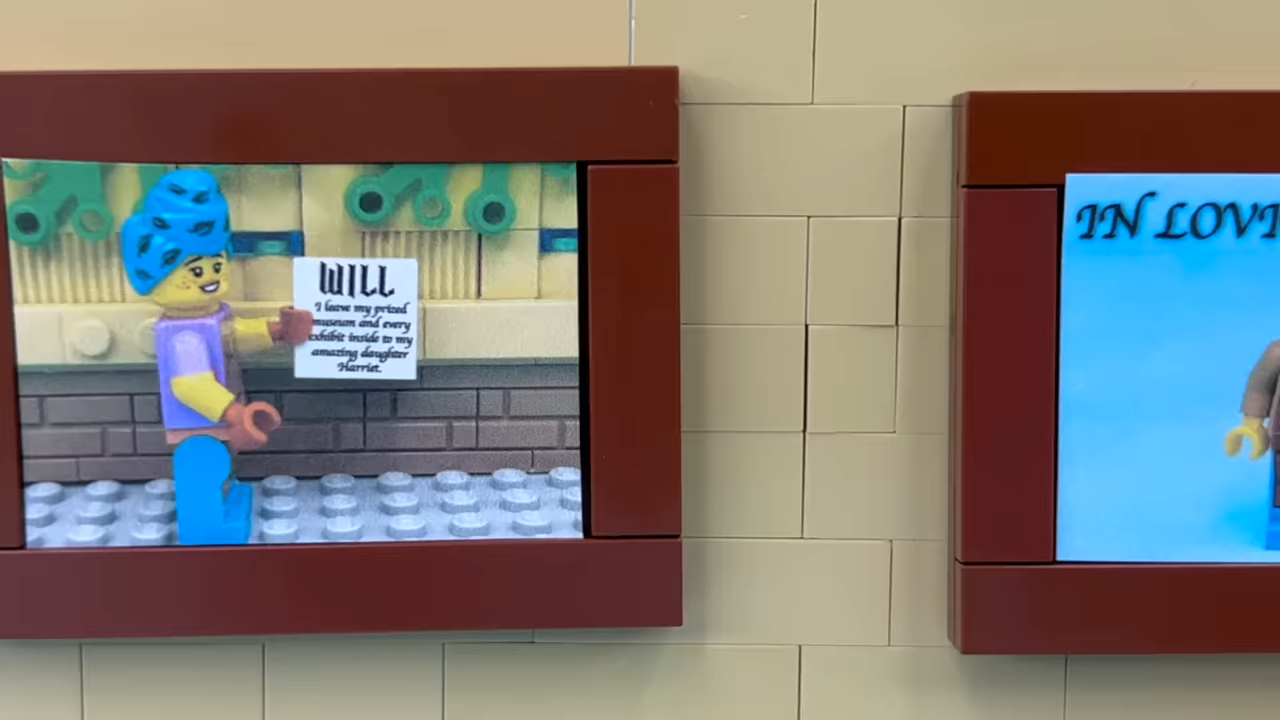 WILL
I leave my prized
museum and every
exhibit inside to my
amazing daughter
Harriet.
IN LOVI